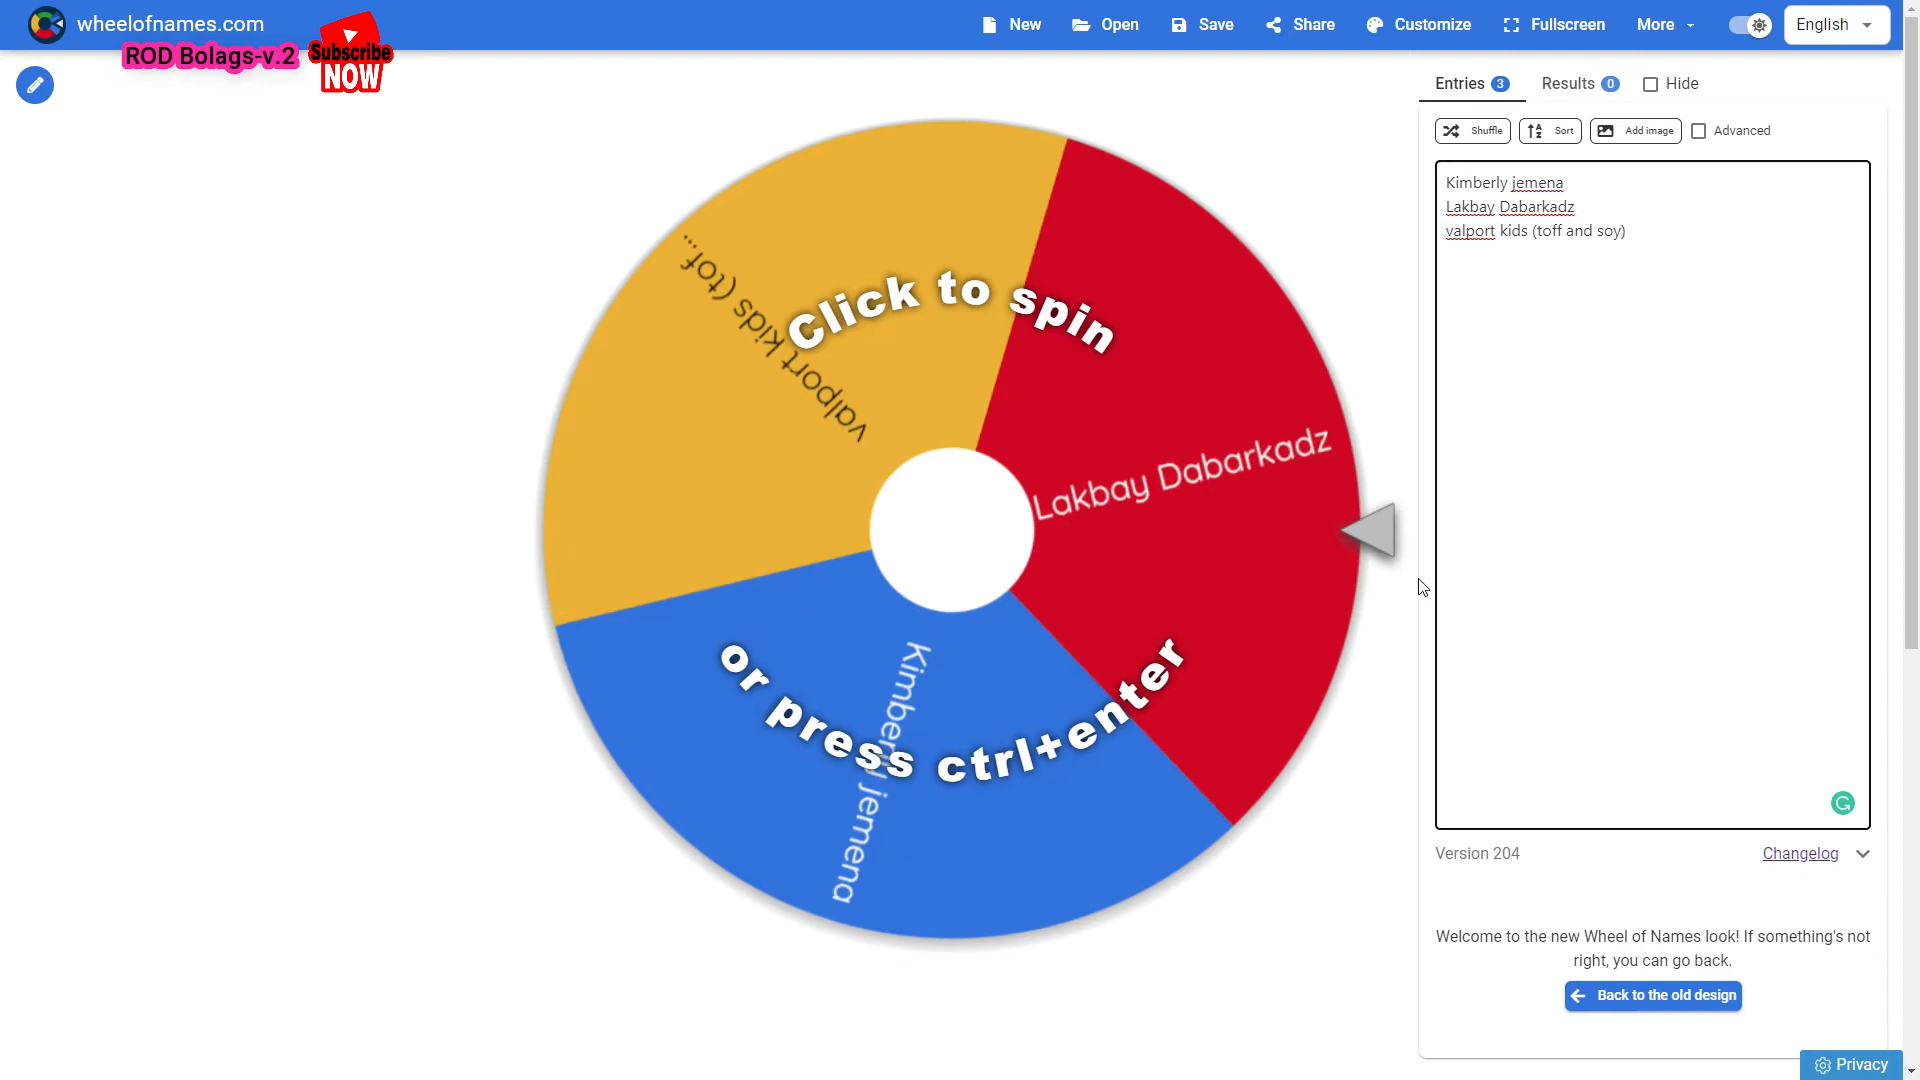 wheelofnames.com
New
Open
Save
Share
Customize
Fullscreen
More
English
ROD Bolags-v.2
Subscribe
NOW
Entries 3
Results 0
Hide
Shuffle
Sort
Add image
Advanced
Kimberly jemena
Lakbay Dabarkadz
valport kids (toff and soy)
Click to spin
valport kids (tof...
Lakbay Dabarkadz
Kimberly jemena
or press ctrl+enter
Version 204
Changelog
Welcome to the new Wheel of Names look! If something's not
right, you can go back.
Back to the old design
Privacy